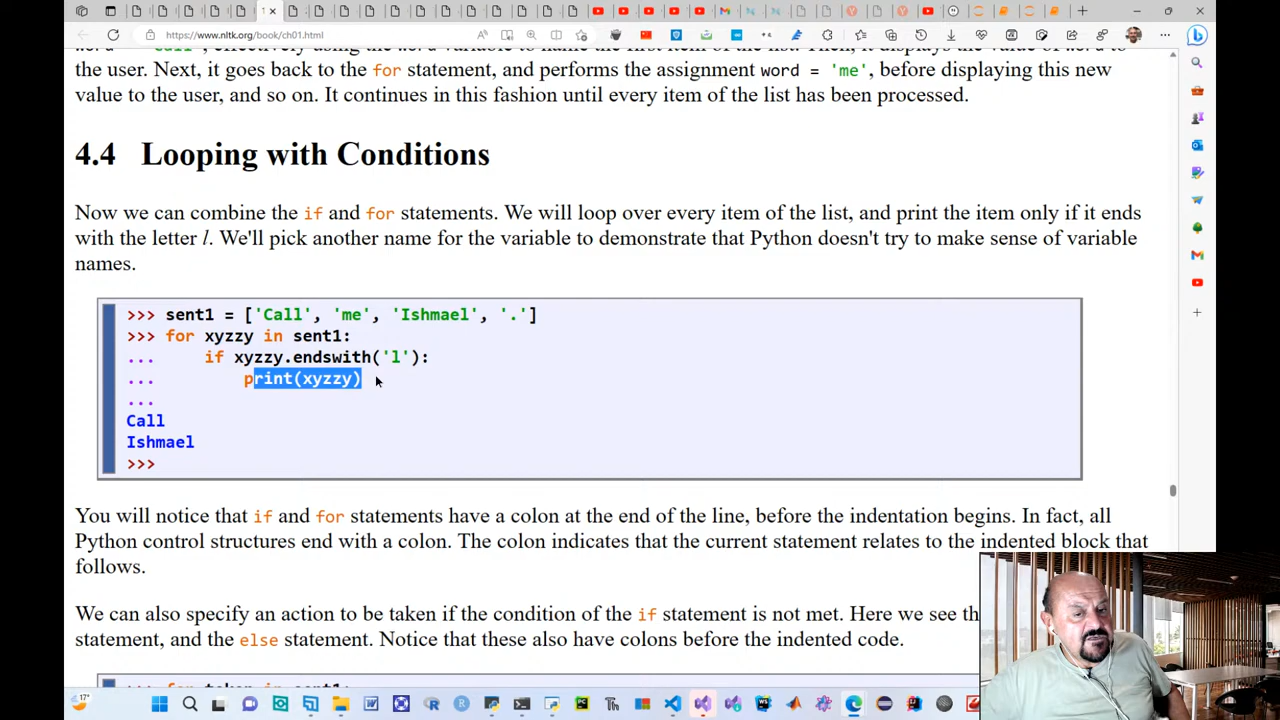 https://www.nltk.org/book/ch01.html
the user. Next, it goes back to the for statement, and performs the assignment word = 'me', before displaying this new
value to the user, and so on. It continues in this fashion until every item of the list has been processed.
4.4 Looping with Conditions
Now we can combine the if and for statements. We will loop over every item of the list, and print the item only if it ends
with the letter l. We'll pick another name for the variable to demonstrate that Python doesn't try to make sense of variable
names.
>>> sent1 = ['Call', 'me', 'Ishmael', '.']
>>> for xyzzy in sent1:
...     if xyzzy.endswith('l'):
...         print(xyzzy)
...
Call
Ishmael
>>>
You will notice that if and for statements have a colon at the end of the line, before the indentation begins. In fact, all
Python control structures end with a colon. The colon indicates that the current statement relates to the indented block that
follows.
We can also specify an action to be taken if the condition of the if statement is not met. Here we see the
statement, and the else statement. Notice that these also have colons before the indented code.
17°